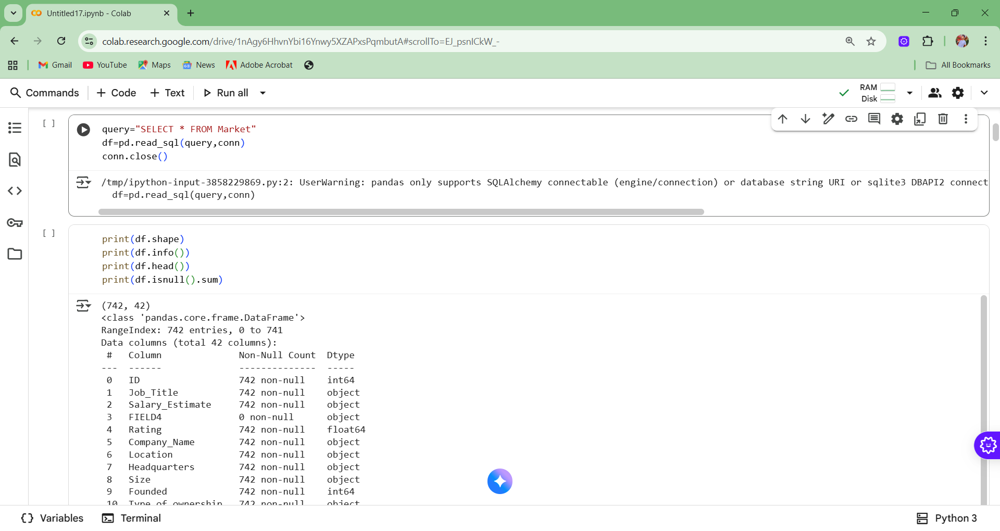 Untitled17.ipynb - Colab
colab.research.google.com/drive/1nAgy6HhvnYbi16Ynwy5XZAPxsPqmbutA#scrollTo=EJ_psnICkW_-
Gmail YouTube Maps News Adobe Acrobat All Bookmarks
Commands + Code + Text Run all RAM
Disk
[ ] query="SELECT * FROM Market"
df=pd.read_sql(query,conn)
conn.close()
/tmp/ipython-input-3858229869.py:2: UserWarning: pandas only supports SQLAlchemy connectable (engine/connection) or database string URI or sqlite3 DBAPI2 connect
df=pd.read_sql(query,conn)
[ ] print(df.shape)
print(df.info())
print(df.head())
print(df.isnull().sum)
(742, 42)
<class 'pandas.core.frame.DataFrame'>
RangeIndex: 742 entries, 0 to 741
Data columns (total 42 columns):
# Column Non-Null Count Dtype
--- ------ -------------- -----
0 ID 742 non-null int64
1 Job_Title 742 non-null object
2 Salary_Estimate 742 non-null object
3 FIELD4 0 non-null object
4 Rating 742 non-null float64
5 Company_Name 742 non-null object
6 Location 742 non-null object
7 Headquarters 742 non-null object
8 Size 742 non-null object
9 Founded 742 non-null int64
10 Type_of_ownership 742 non-null object
Variables Terminal Python 3